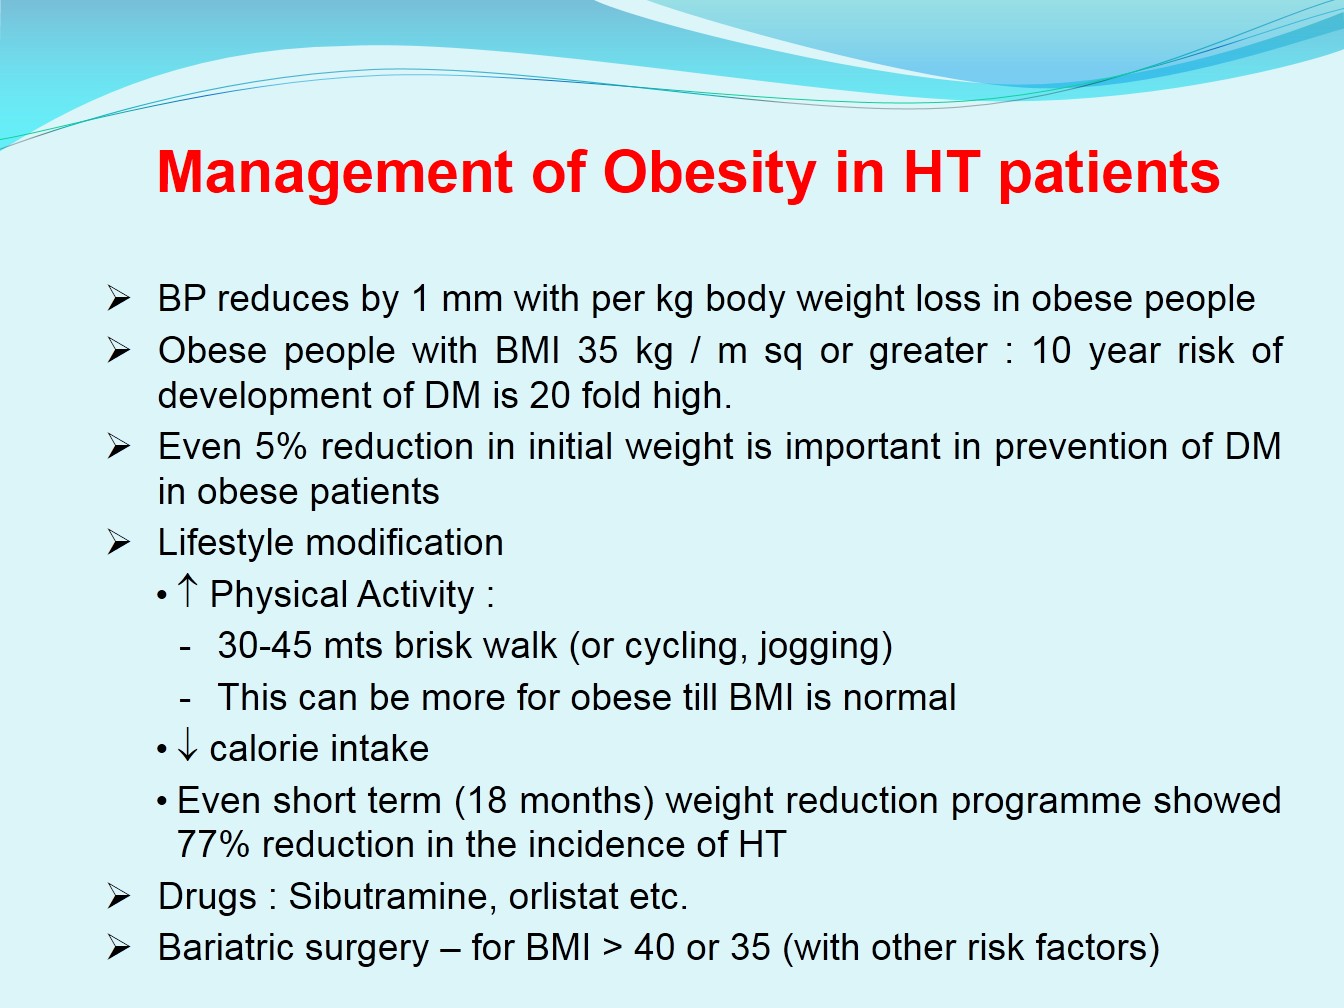 Management of Obesity in HT patients
➢ BP reduces by 1 mm with per kg body weight loss in obese people
➢ Obese people with BMI 35 kg / m sq or greater : 10 year risk of
development of DM is 20 fold high.
➢ Even 5% reduction in initial weight is important in prevention of DM
in obese patients
➢ Lifestyle modification
• ↑ Physical Activity :
- 30-45 mts brisk walk (or cycling, jogging)
- This can be more for obese till BMI is normal
• ↓ calorie intake
• Even short term (18 months) weight reduction programme showed
77% reduction in the incidence of HT
➢ Drugs : Sibutramine, orlistat etc.
➢ Bariatric surgery – for BMI > 40 or 35 (with other risk factors)